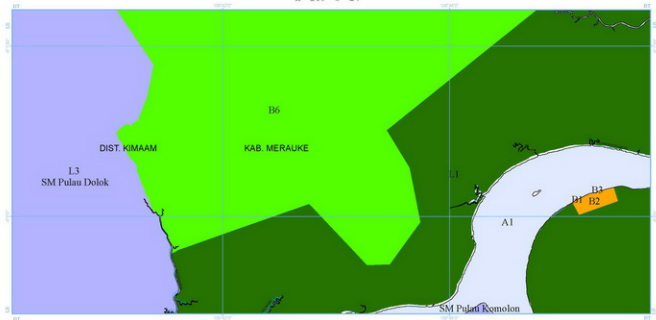 B6
DIST. KIMAAM
KAB. MERAUKE
L3
SM Pulau Dolok
L1
B3
B1
B2
A1
SM Pulau Komolon